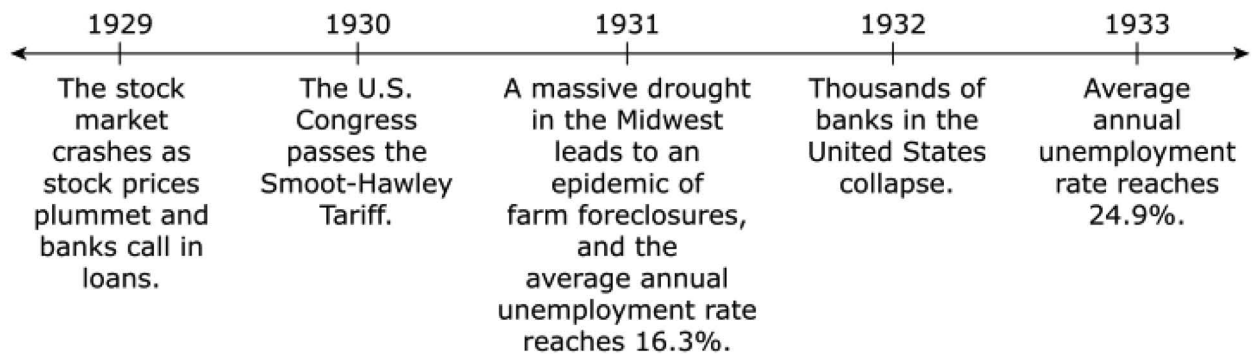 1929
The stock
market
crashes as
stock prices
plummet and
banks call in
loans.
1930
The U.S.
Congress
passes the
Smoot-Hawley
Tariff.
1931
A massive drought
in the Midwest
leads to an
epidemic of
farm foreclosures,
and the
average annual
unemployment rate
reaches 16.3%.
1932
Thousands of
banks in the
United States
collapse.
1933
Average
annual
unemployment
rate reaches
24.9%.